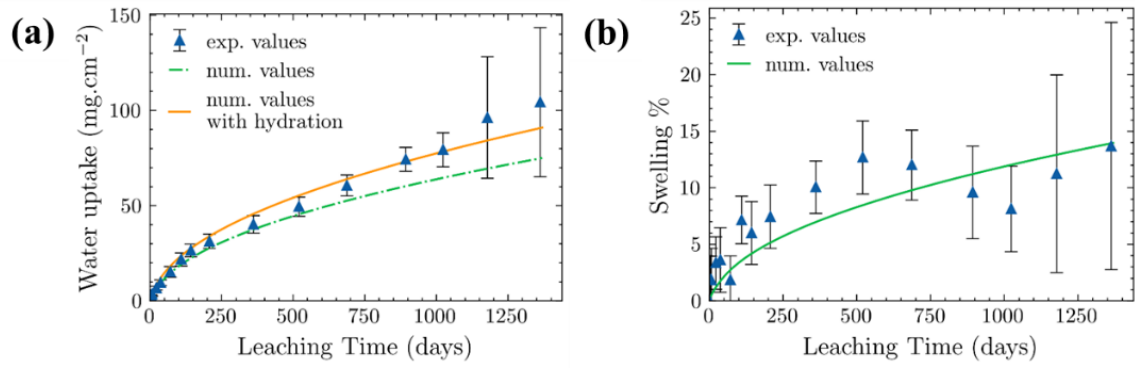 (a)
Water uptake (mg.cm⁻²)
150
100
50
0
exp. values
num. values
num. values
with hydration
0 250 500 750 1000 1250
Leaching Time (days)
(b)
Swelling %
25
20
15
10
5
0
exp. values
num. values
0 250 500 750 1000 1250
Leaching Time (days)